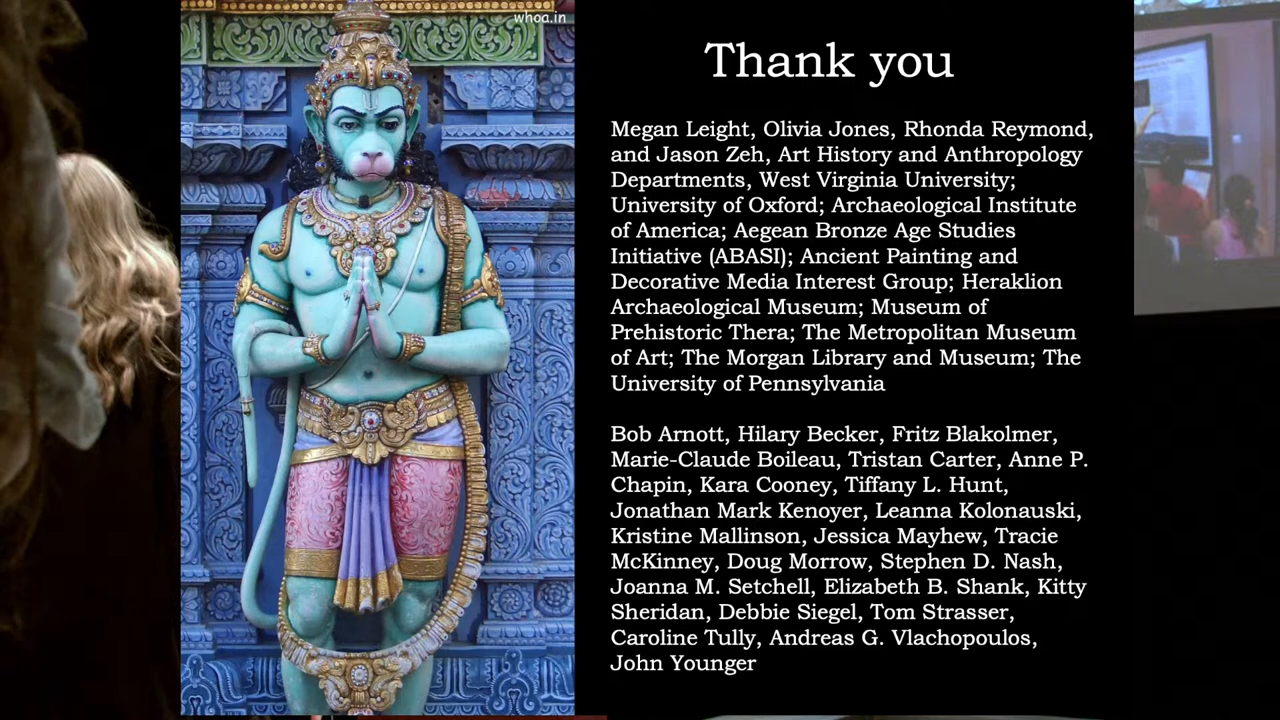 whoa.in
Thank you
Megan Leight, Olivia Jones, Rhonda Reymond,
and Jason Zeh, Art History and Anthropology
Departments, West Virginia University;
University of Oxford; Archaeological Institute
of America; Aegean Bronze Age Studies
Initiative (ABASI); Ancient Painting and
Decorative Media Interest Group; Heraklion
Archaeological Museum; Museum of
Prehistoric Thera; The Metropolitan Museum
of Art; The Morgan Library and Museum; The
University of Pennsylvania
Bob Arnott, Hilary Becker, Fritz Blakolmer,
Marie-Claude Boileau, Tristan Carter, Anne P.
Chapin, Kara Cooney, Tiffany L. Hunt,
Jonathan Mark Kenoyer, Leanna Kolonauski,
Kristine Mallinson, Jessica Mayhew, Tracie
McKinney, Doug Morrow, Stephen D. Nash,
Joanna M. Setchell, Elizabeth B. Shank, Kitty
Sheridan, Debbie Siegel, Tom Strasser,
Caroline Tully, Andreas G. Vlachopoulos,
John Younger